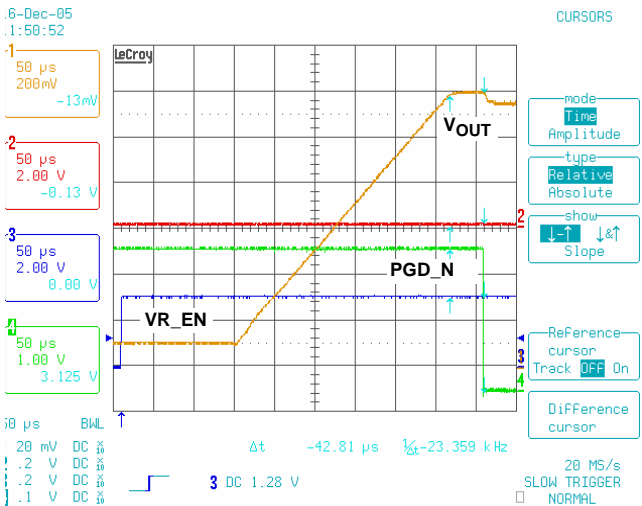 6-Dec-05
1:50:52
CURSORS
1
50 µs
200mV
-13mV
LeCroy
VOUT
mode
Time
Amplitude
2
50 µs
2.00 V
-0.13 V
type
Relative
Absolute
show
↓-↑ ↓&↑
Slope
2
3
50 µs
2.00 V
0.00 V
PGD_N
VR_EN
4
50 µs
1.00 V
3.125 V
3
4
Reference
cursor
Track OFF On
Difference
cursor
50 µs BWL
20 mV DC
.2 V DC
.2 V DC
.1 V DC
Δt -42.81 µs 1/Δt -23.359 kHz
3 DC 1.28 V
20 MS/s
SLOW TRIGGER
NORMAL